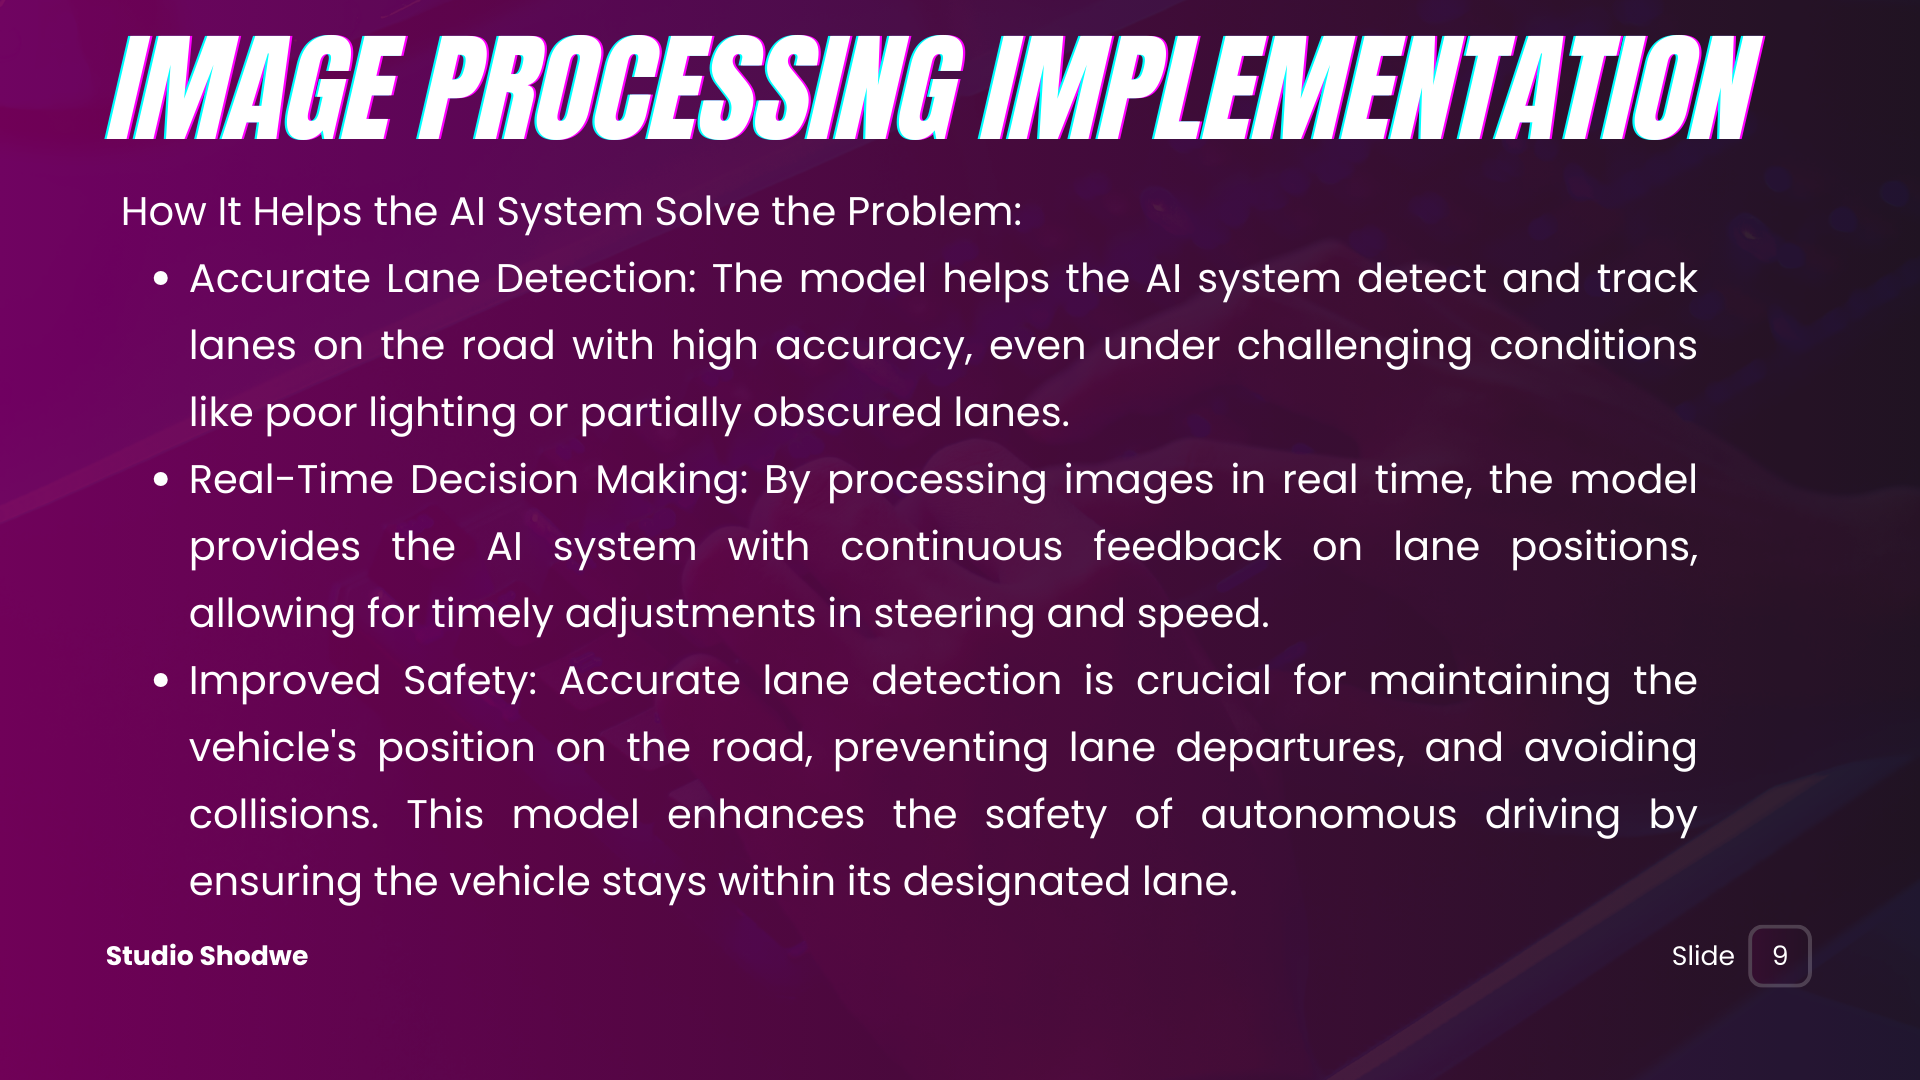 IMAGE PROCESSING IMPLEMENTATION
How It Helps the AI System Solve the Problem:
• Accurate Lane Detection: The model helps the AI system detect and track
lanes on the road with high accuracy, even under challenging conditions
like poor lighting or partially obscured lanes.
• Real-Time Decision Making: By processing images in real time, the model
provides the AI system with continuous feedback on lane positions,
allowing for timely adjustments in steering and speed.
• Improved Safety: Accurate lane detection is crucial for maintaining the
vehicle's position on the road, preventing lane departures, and avoiding
collisions. This model enhances the safety of autonomous driving by
ensuring the vehicle stays within its designated lane.
Studio Shodwe
Slide 9